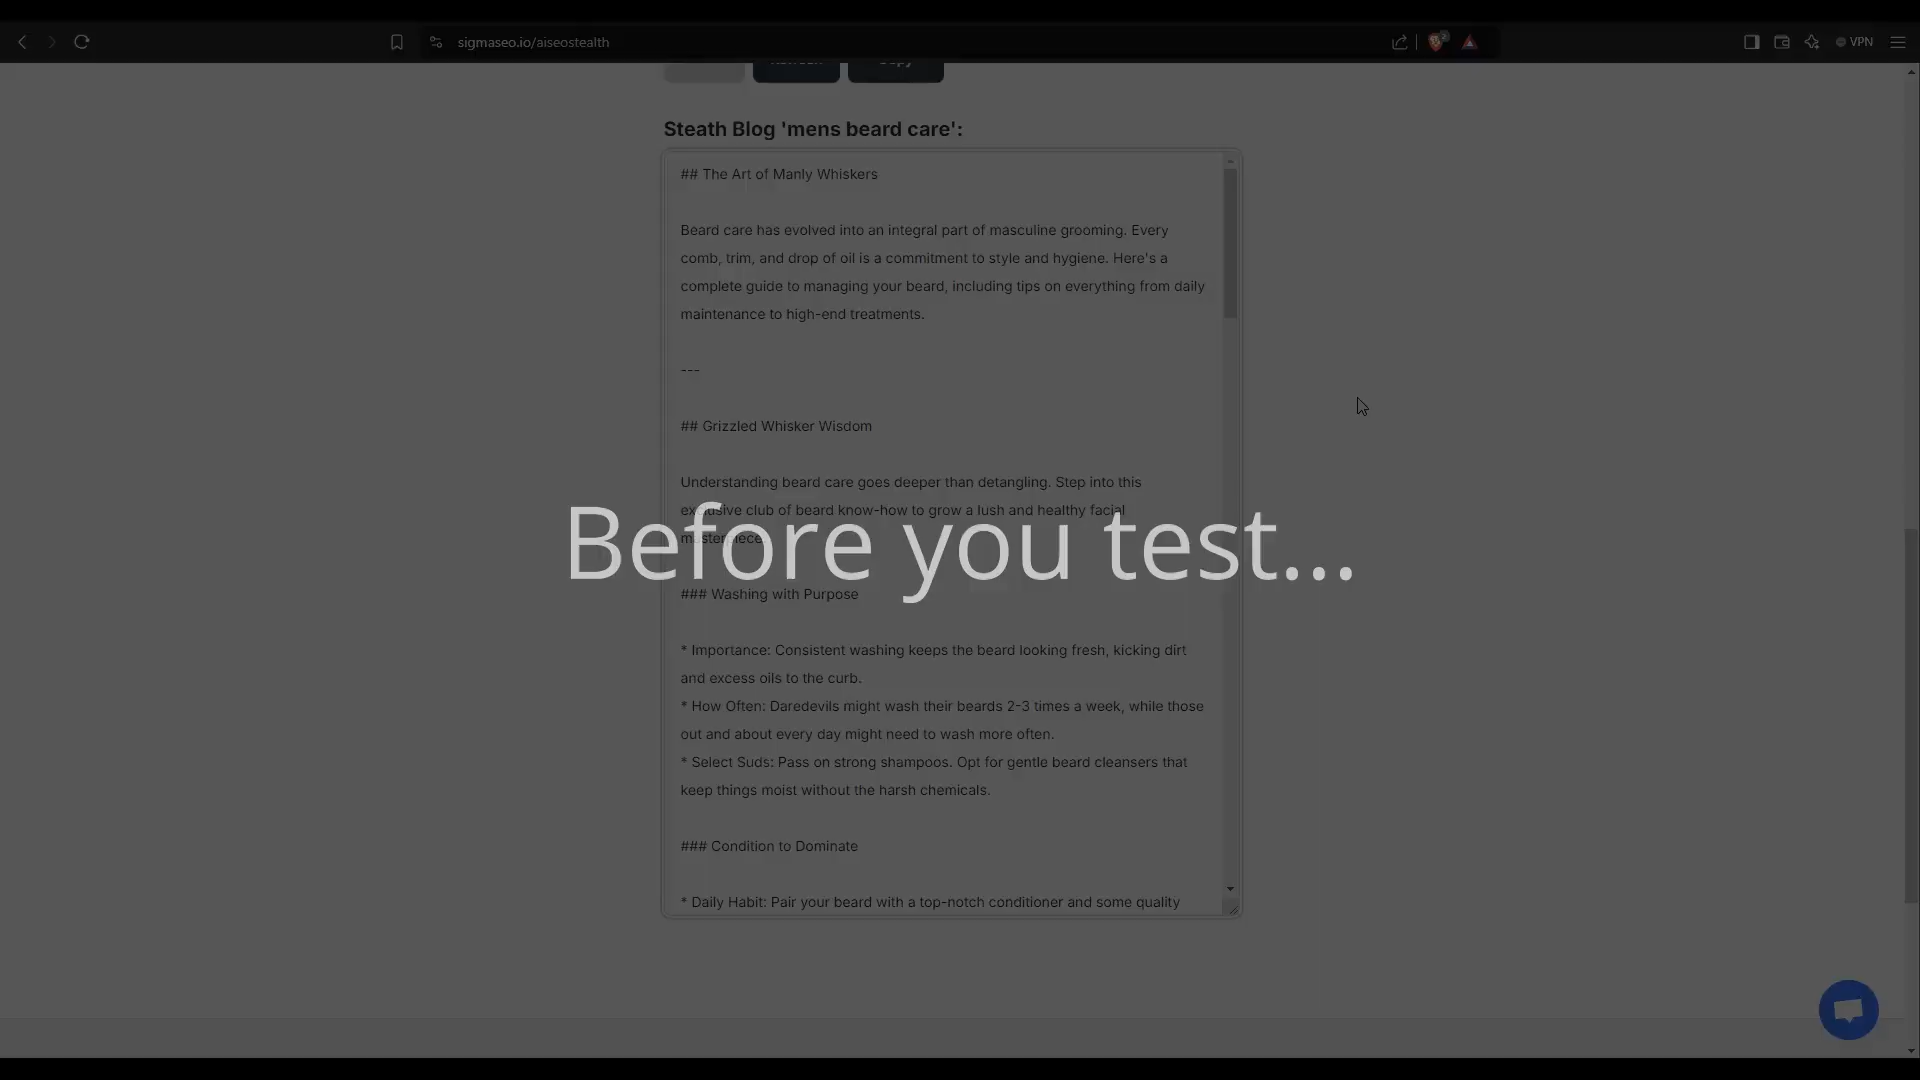 sigmaseo.io/aiseostealth
VPN
Copy
Steath Blog 'mens beard care':
## The Art of Manly Whiskers
Beard care has evolved into an integral part of masculine grooming. Every
comb, trim, and drop of oil is a commitment to style and hygiene. Here's a
complete guide to managing your beard, including tips on everything from daily
maintenance to high-end treatments.
---
## Grizzled Whisker Wisdom
Understanding beard care goes deeper than detangling. Step into this
exclusive club of beard know-how to grow a lush and healthy facial
masterpiece.
Before you test...
### Washing with Purpose
* Importance: Consistent washing keeps the beard looking fresh, kicking dirt
and excess oils to the curb.
* How Often: Daredevils might wash their beards 2-3 times a week, while those
out and about every day might need to wash more often.
* Select Suds: Pass on strong shampoos. Opt for gentle beard cleansers that
keep things moist without the harsh chemicals.
### Condition to Dominate
* Daily Habit: Pair your beard with a top-notch conditioner and some quality